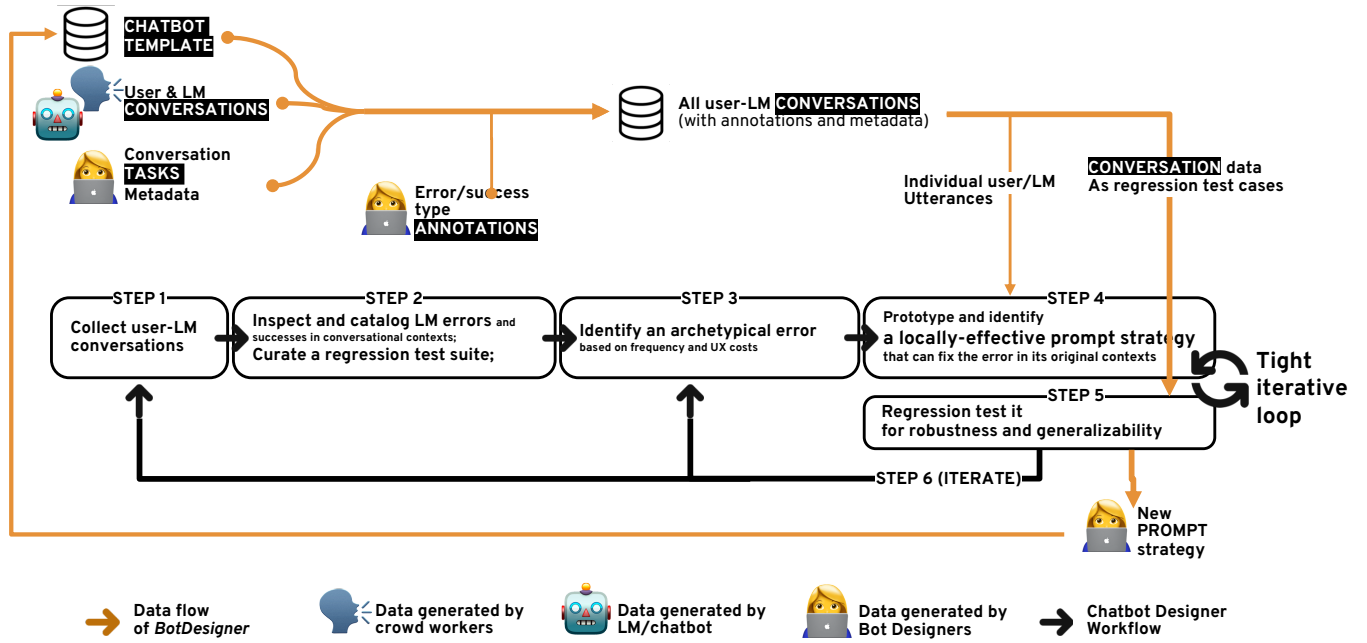 CHATBOT
TEMPLATE
User & LM
CONVERSATIONS
Conversation
TASKS
Metadata
Error/success
type
ANNOTATIONS
All user-LM CONVERSATIONS
(with annotations and metadata)
Individual user/LM
Utterances
CONVERSATION data
As regression test cases
STEP 1
Collect user-LM
conversations
STEP 2
Inspect and catalog LM errors and
successes in conversational contexts;
Curate a regression test suite;
STEP 3
Identify an archetypical error
based on frequency and UX costs
STEP 4
Prototype and identify
a locally-effective prompt strategy
that can fix the error in its original contexts
STEP 5
Regression test it
for robustness and generalizability
Tight
iterative
loop
STEP 6 (ITERATE)
New
PROMPT
strategy
Data flow
of BotDesigner
Data generated by
crowd workers
Data generated by
LM/chatbot
Data generated by
Bot Designers
Chatbot Designer
Workflow